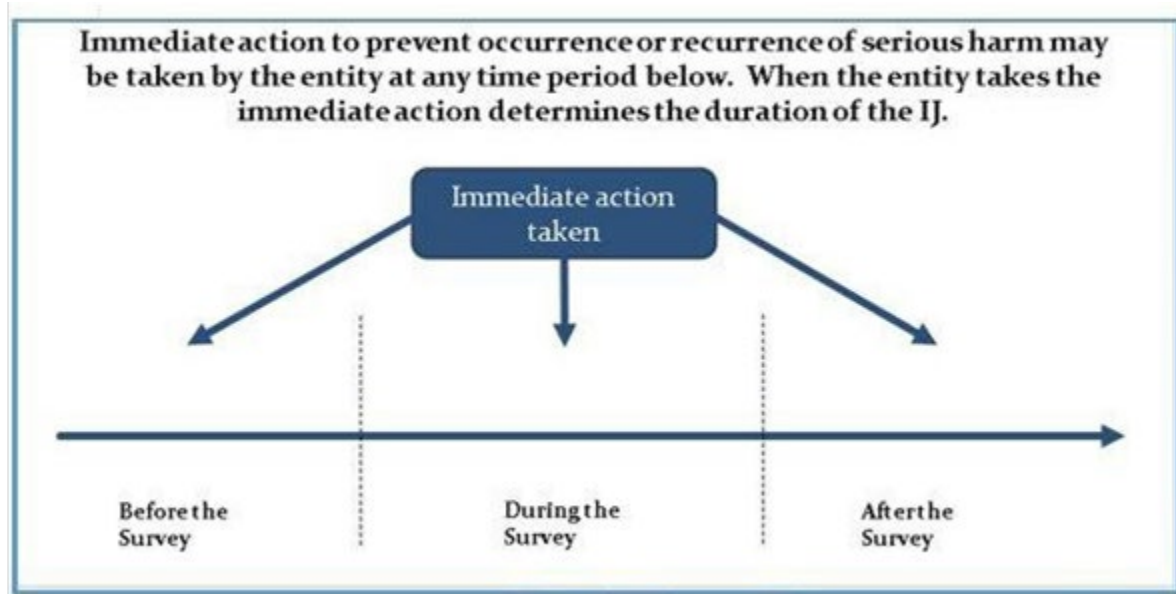 Immediate action to prevent occurrence or recurrence of serious harm may
be taken by the entity at any time period below. When the entity takes the
immediate action determines the duration of the IJ.
Immediate action
taken
Before the
Survey
During the
Survey
After the
Survey